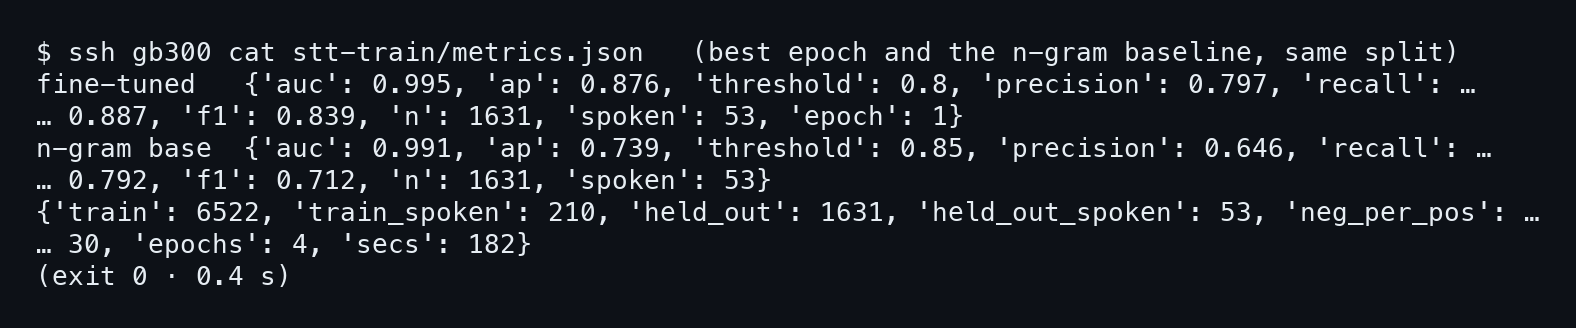 $ ssh gb300 cat stt-train/metrics.json   (best epoch and the n-gram baseline, same split)
fine-tuned   {'auc': 0.995, 'ap': 0.876, 'threshold': 0.8, 'precision': 0.797, 'recall': …
… 0.887, 'f1': 0.839, 'n': 1631, 'spoken': 53, 'epoch': 1}
n-gram base  {'auc': 0.991, 'ap': 0.739, 'threshold': 0.85, 'precision': 0.646, 'recall': …
… 0.792, 'f1': 0.712, 'n': 1631, 'spoken': 53}
{'train': 6522, 'train_spoken': 210, 'held_out': 1631, 'held_out_spoken': 53, 'neg_per_pos': …
… 30, 'epochs': 4, 'secs': 182}
(exit 0 · 0.4 s)